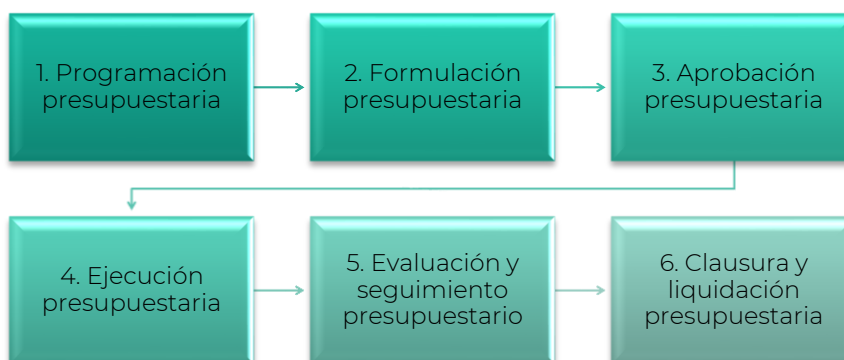 1. Programación
presupuestaria
2. Formulación
presupuestaria
3. Aprobación
presupuestaria
4. Ejecución
presupuestaria
5. Evaluación y
seguimiento
presupuestario
6. Clausura y
liquidación
presupuestaria